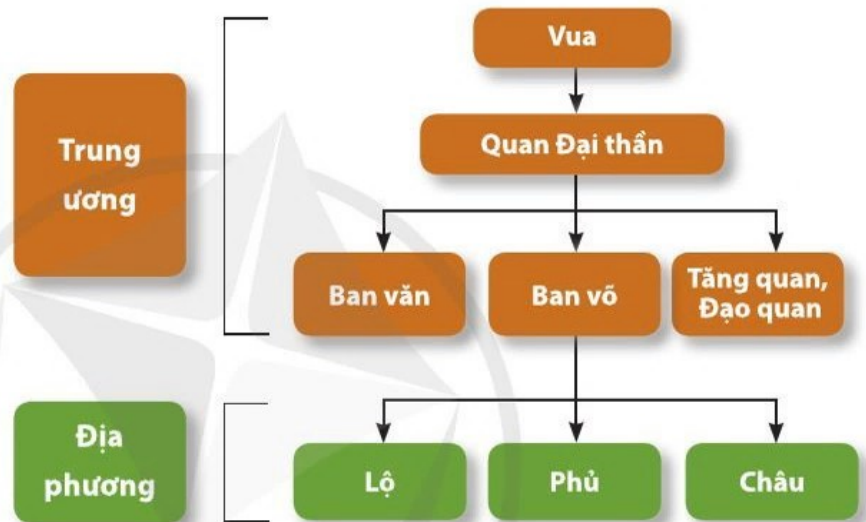 Vua
Quan Đại thần
Trung
ương
Ban văn
Ban võ
Tăng quan,
Đạo quan
Địa
phương
Lộ
Phủ
Châu